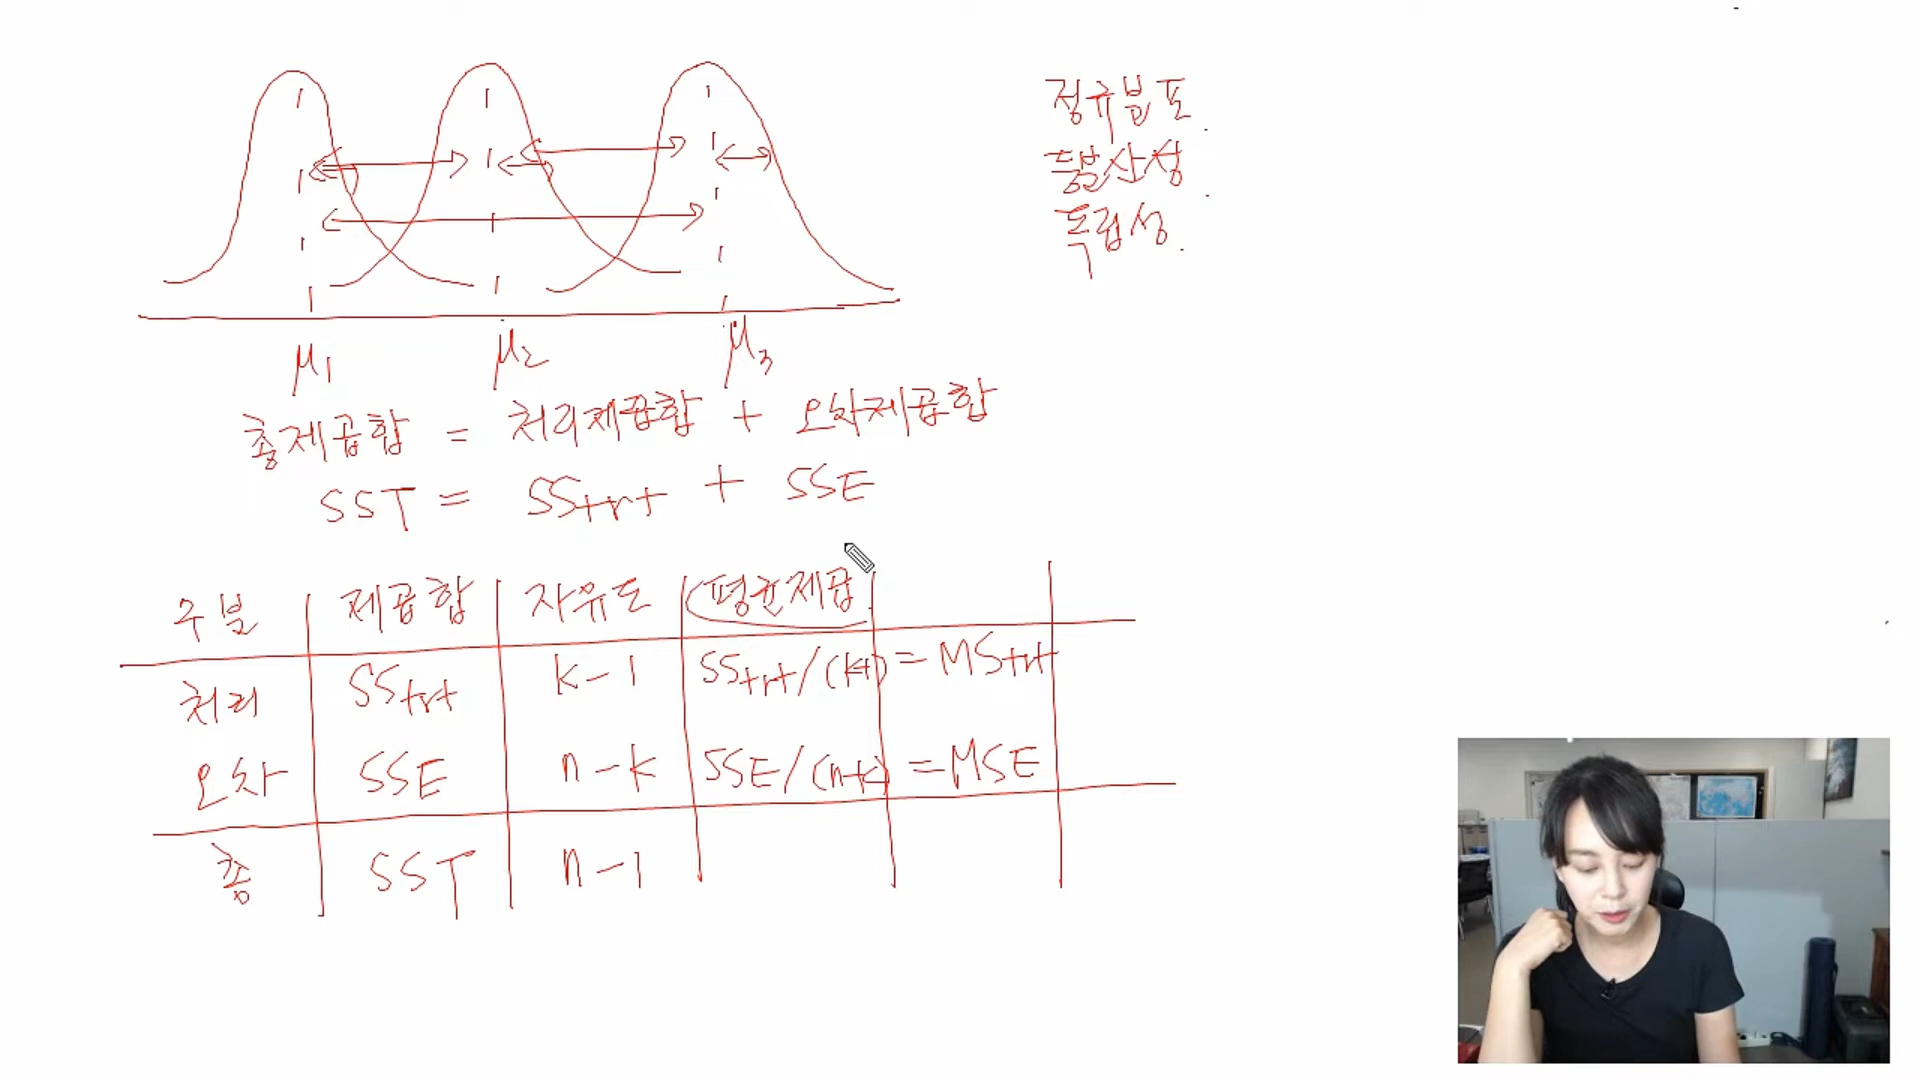 정규분포
등분산성
독립성
μ1 μ2 μ3
총제곱합 = 처리제곱합 + 오차제곱합
SST = SStrt + SSE
구분 제곱합 자유도 평균제곱
처리 SStrt k-1 SStrt/(k-1) = MStrt
오차 SSE n-k SSE/(n-k) = MSE
총 SST n-1